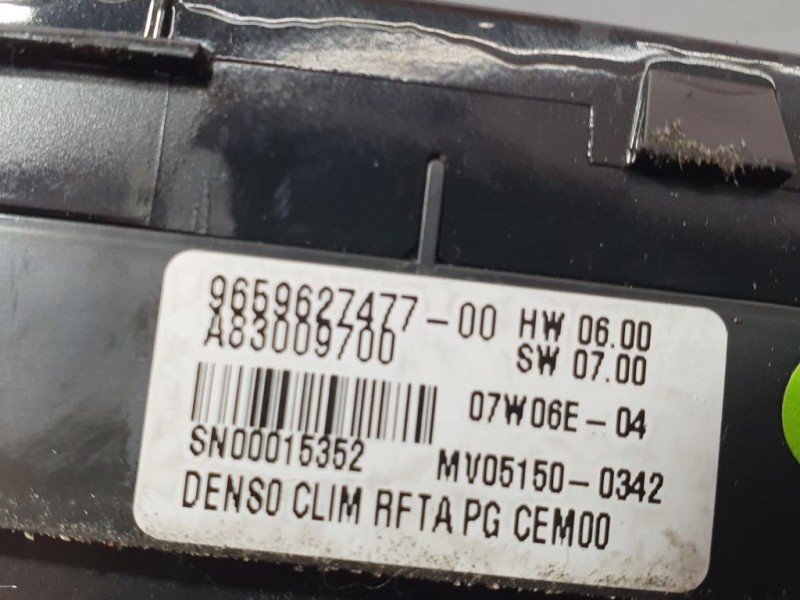 9659627477-00 HW 06.00
A83009700 SW 07.00
07W06E-04
SN00015352 MV05150-0342
DENSO CLIM RFTA PG CEM00